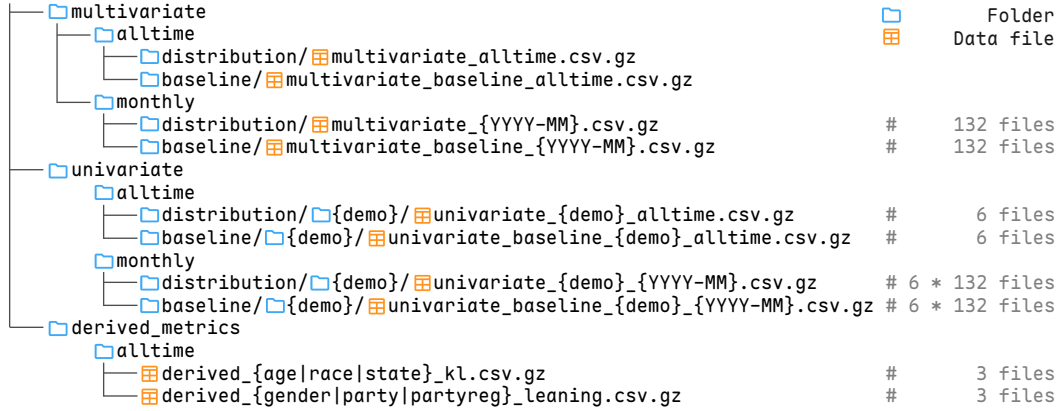 multivariate Folder
alltime Data file
distribution/ multivariate_alltime.csv.gz
baseline/ multivariate_baseline_alltime.csv.gz
monthly
distribution/ multivariate_{YYYY-MM}.csv.gz # 132 files
baseline/ multivariate_baseline_{YYYY-MM}.csv.gz # 132 files
univariate
alltime
distribution/ {demo}/ univariate_{demo}_alltime.csv.gz # 6 files
baseline/ {demo}/ univariate_baseline_{demo}_alltime.csv.gz # 6 files
monthly
distribution/ {demo}/ univariate_{demo}_{YYYY-MM}.csv.gz # 6 * 132 files
baseline/ {demo}/ univariate_baseline_{demo}_{YYYY-MM}.csv.gz # 6 * 132 files
derived_metrics
alltime
derived_{age|race|state}_kl.csv.gz # 3 files
derived_{gender|party|partyreg}_leaning.csv.gz # 3 files